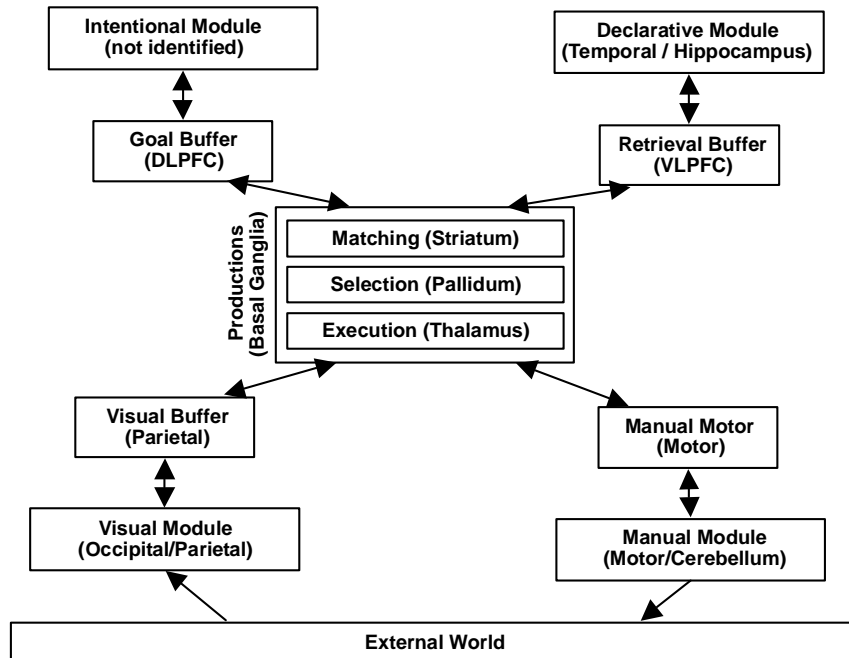 Intentional Module
(not identified)
Declarative Module
(Temporal / Hippocampus)
Goal Buffer
(DLPFC)
Retrieval Buffer
(VLPFC)
Productions
(Basal Ganglia)
Matching (Striatum)
Selection (Pallidum)
Execution (Thalamus)
Visual Buffer
(Parietal)
Manual Motor
(Motor)
Visual Module
(Occipital/Parietal)
Manual Module
(Motor/Cerebellum)
External World